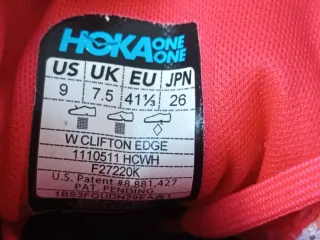 HOKA ONE ONE
US UK EU JPN
9 7.5 41⅓ 26
W CLIFTON EDGE
1110511 HCWH
F27220K
U.S. Patent #8,881,427
PAT. PENDING